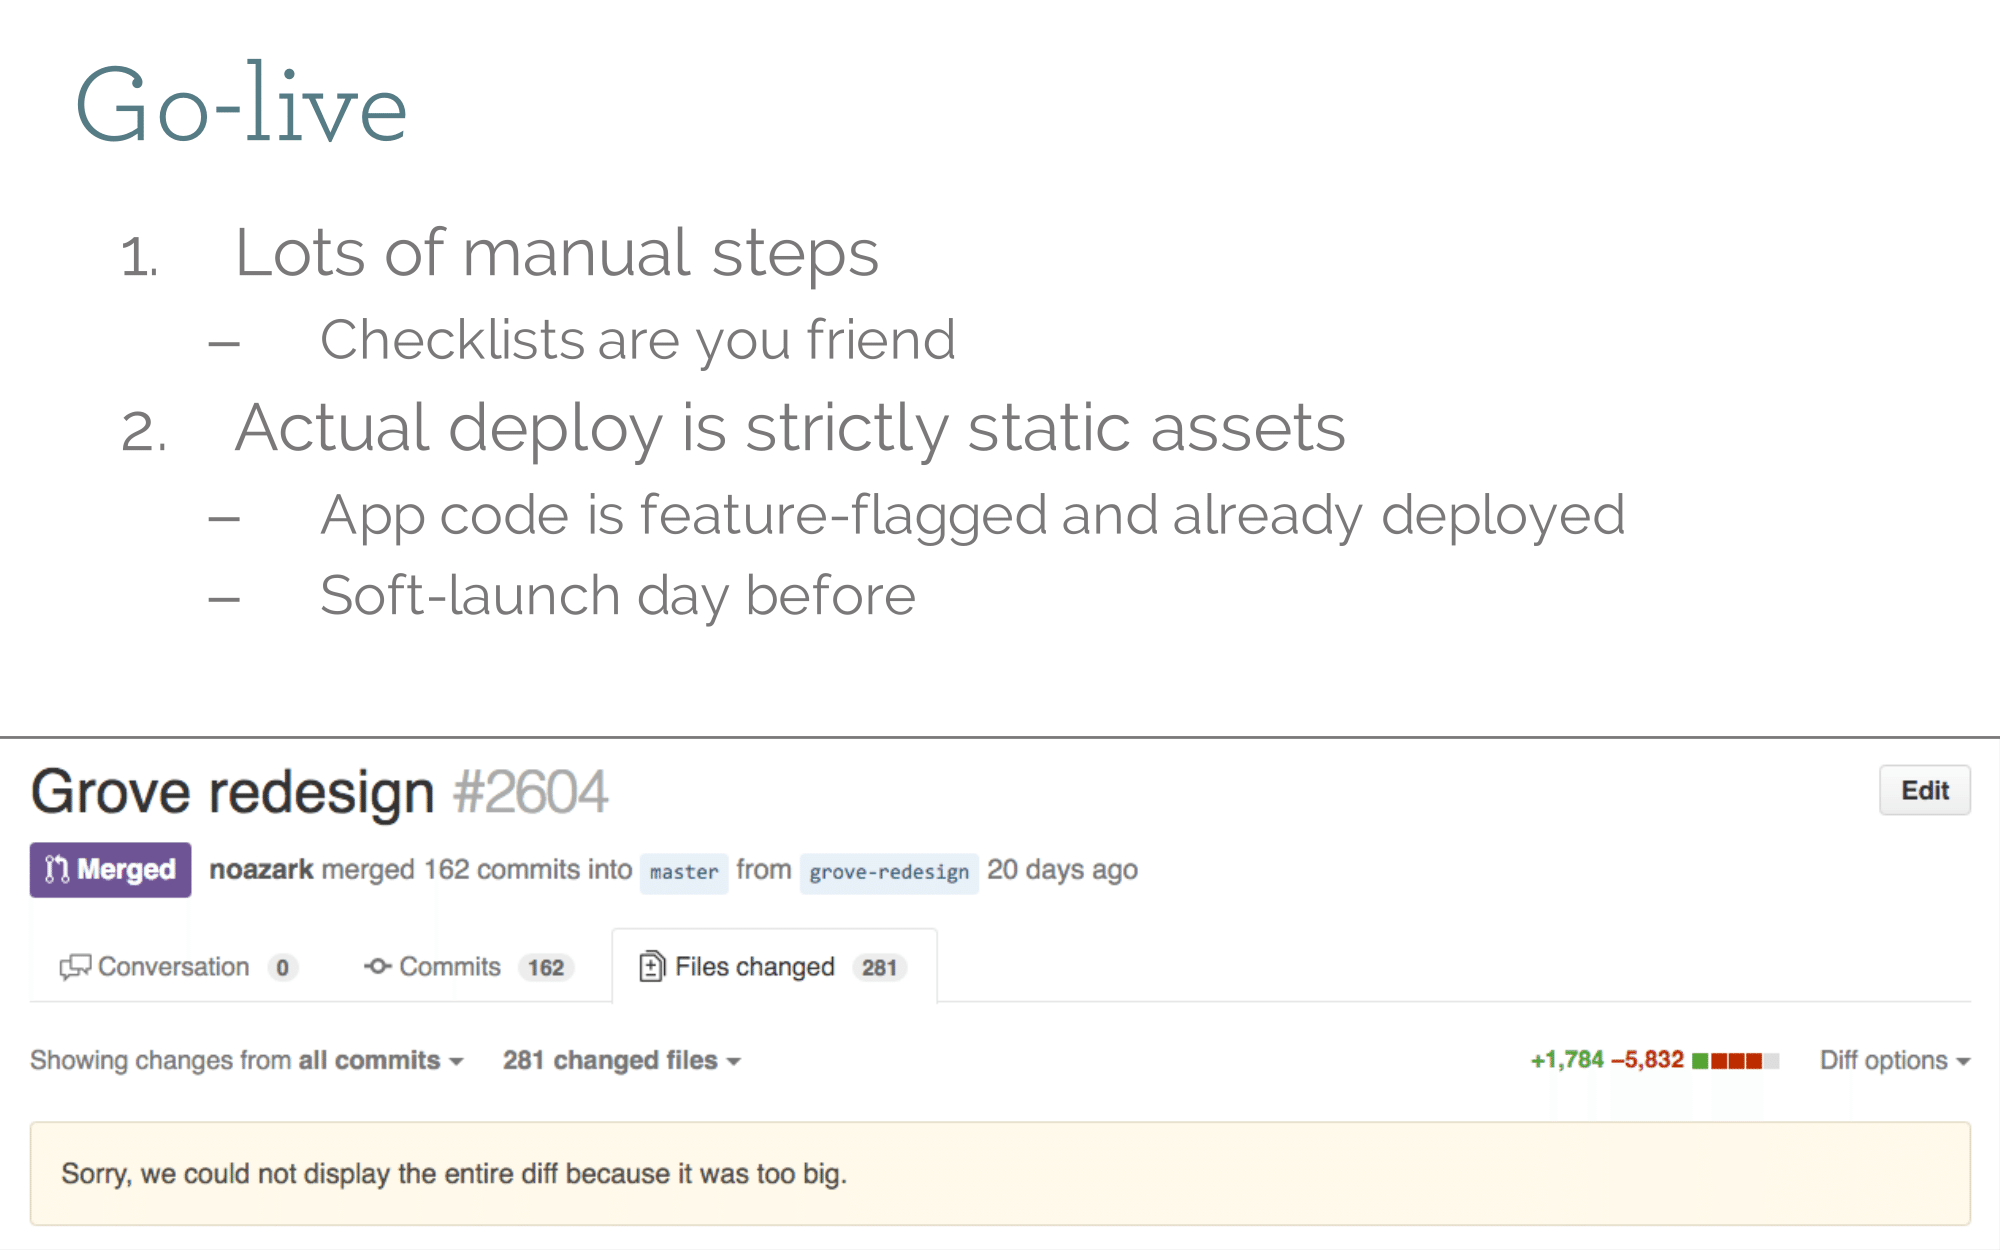 Go-live
1. Lots of manual steps
– Checklists are you friend
2. Actual deploy is strictly static assets
– App code is feature-flagged and already deployed
– Soft-launch day before
Grove redesign #2604 Edit
Merged noazark merged 162 commits into master from grove-redesign 20 days ago
Conversation 0 Commits 162 Files changed 281
Showing changes from all commits 281 changed files +1,784 −5,832 Diff options
Sorry, we could not display the entire diff because it was too big.